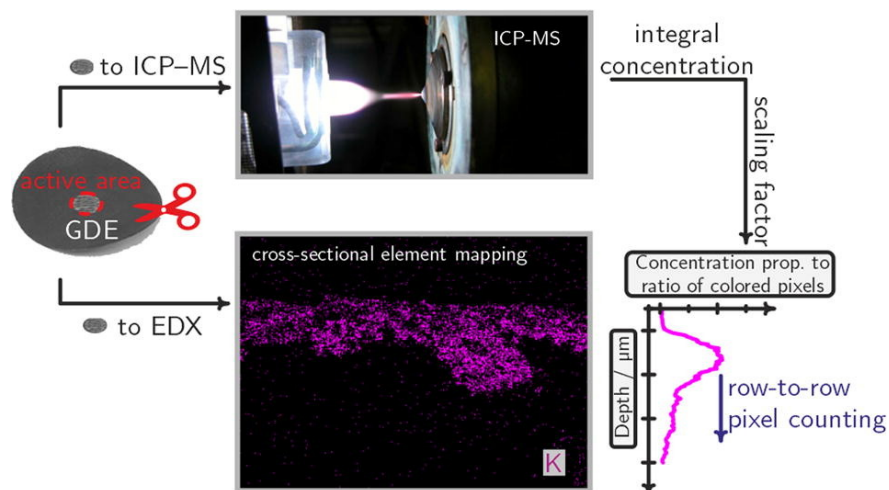 to ICP–MS
ICP-MS
integral
concentration
scaling factor
active area
GDE
to EDX
cross-sectional element mapping
K
Concentration prop. to
ratio of colored pixels
Depth / μm
row-to-row
pixel counting